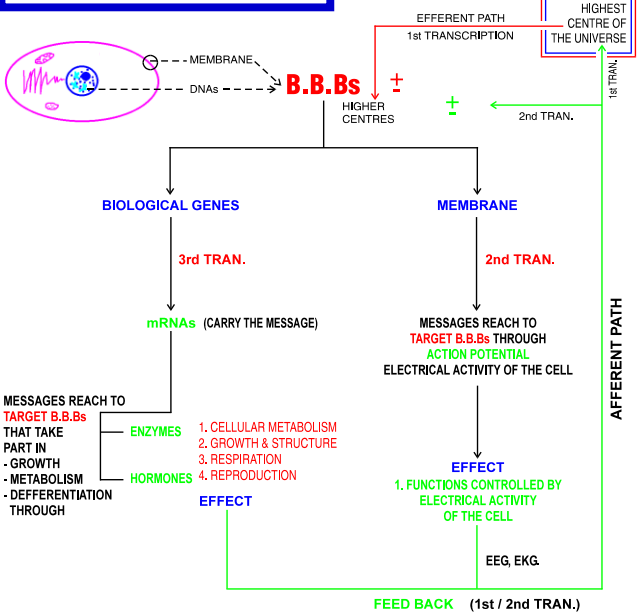 HIGHEST
CENTRE OF
THE UNIVERSE
EFFERENT PATH
1st TRANSCRIPTION
1st TRAN.
MEMBRANE
DNAs
B.B.Bs
±
HIGHER
CENTRES
±
2nd TRAN.
BIOLOGICAL GENES
MEMBRANE
3rd TRAN.
2nd TRAN.
mRNAs (CARRY THE MESSAGE)
MESSAGES REACH TO
TARGET B.B.Bs THROUGH
ACTION POTENTIAL
ELECTRICAL ACTIVITY OF THE CELL
AFFERENT PATH
MESSAGES REACH TO
TARGET B.B.Bs
THAT TAKE
PART IN
- GROWTH
- METABOLISM
- DEFFERENTIATION
THROUGH
ENZYMES
HORMONES
1. CELLULAR METABOLISM
2. GROWTH & STRUCTURE
3. RESPIRATION
4. REPRODUCTION
EFFECT
EFFECT
1. FUNCTIONS CONTROLLED BY
ELECTRICAL ACTIVITY
OF THE CELL
EEG, EKG.
FEED BACK (1st / 2nd TRAN.)